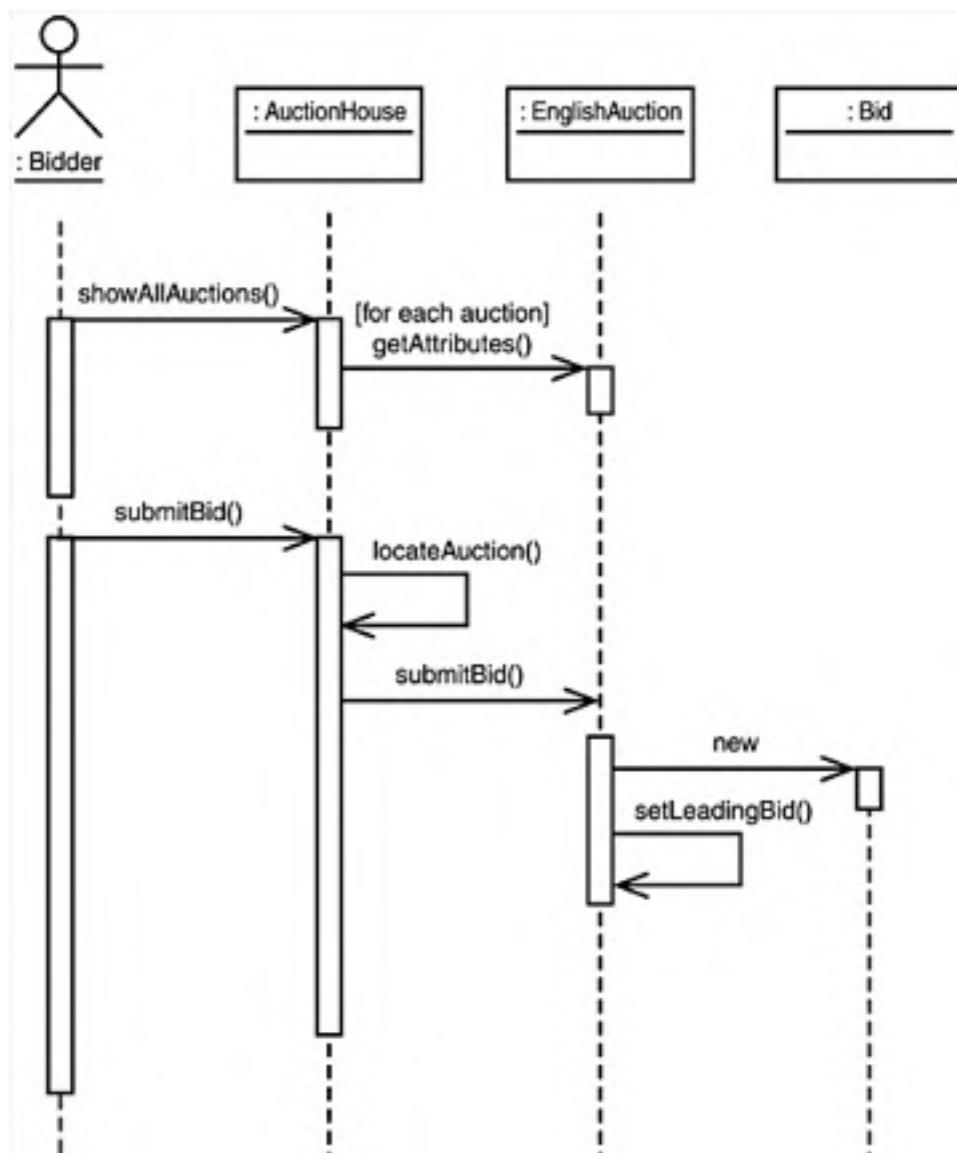 : Bidder
: AuctionHouse
: EnglishAuction
: Bid
showAllAuctions()
[for each auction]
getAttributes()
submitBid()
locateAuction()
submitBid()
new
setLeadingBid()